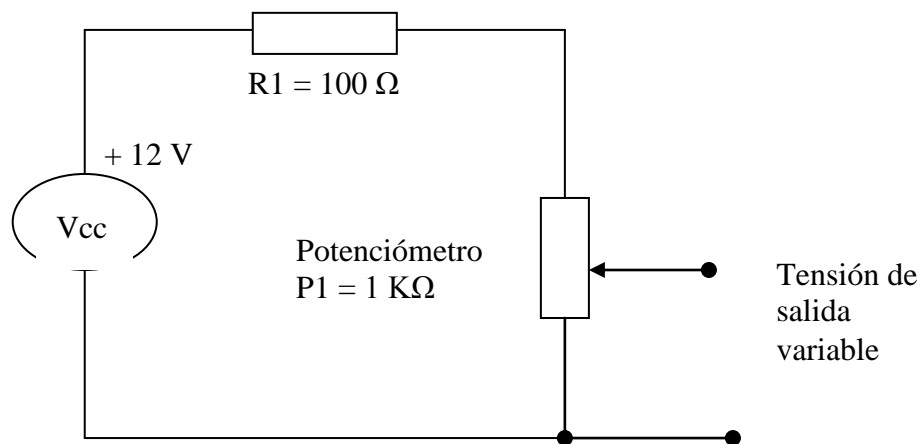 R1 = 100 Ω
+ 12 V
Vcc
Potenciómetro
P1 = 1 KΩ
Tensión de
salida
variable